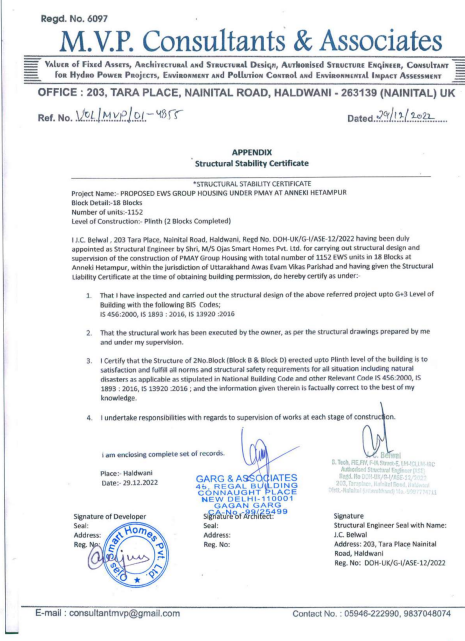 Regd. No. 6097
M.V.P. Consultants & Associates
Valuer of Fixed Assets, Architectural and Structural Design, Authorised Structure Engineer, Consultant
for Hydro Power Projects, Environment and Pollution Control and Environmental Impact Assessment
OFFICE : 203, TARA PLACE, NAINITAL ROAD, HALDWANI - 263139 (NAINITAL) UK
Ref. No. VOL/MVP/01-4855
Dated. 29/12/2022
APPENDIX
Structural Stability Certificate
*STRUCTURAL STABILITY CERTIFICATE
Project Name:- PROPOSED EWS GROUP HOUSING UNDER PMAY AT ANNEKI HETAMPUR
Block Detail:-18 Blocks
Number of units:-1152
Level of Construction:- Plinth (2 Blocks Completed)
I J.C. Belwal , 203 Tara Place, Nainital Road, Haldwani, Regd No. DOH-UK/G-I/ASE-12/2022 having been duly
appointed as Structural Engineer by Shri, M/S Ojas Smart Homes Pvt. Ltd. for carrying out structural design and
supervision of the construction of PMAY Group Housing with total number of 1152 EWS units in 18 Blocks at
Anneki Hetampur, within the jurisdiction of Uttarakhand Awas Evam Vikas Parishad and having given the Structural
Liability Certificate at the time of obtaining building permission, do hereby certify as under:-
1. That I have inspected and carried out the structural design of the above referred project upto G+3 Level of
Building with the following BIS Codes;
IS 456:2000, IS 1893 : 2016, IS 13920 :2016
2. That the structural work has been executed by the owner, as per the structural drawings prepared by me
and under my supervision.
3. I Certify that the Structure of 2No.Block (Block B & Block D) erected upto Plinth level of the building is to
satisfaction and fulfill all norms and structural safety requirements for all situation including natural
disasters as applicable as stipulated in National Building Code and other Relevant Code IS 456:2000, IS
1893 : 2016, IS 13920 :2016 ; and the information given therein is factually correct to the best of my
knowledge.
4. I undertake responsibilities with regards to supervision of works at each stage of construction.
I am enclosing complete set of records.
J.C. Belwal
Place:- Haldwani
Date:- 29.12.2022
GARG & ASSOCIATES
45, REGAL BUILDING
CONNAUGHT PLACE
NEW DELHI-110001
GAGAN GARG
CA-No.-99/25499
Signature of Developer
Seal:
Address:
Reg. No:
Ojas Smart Homes Pvt. Ltd.
Signature of Architect:
Seal:
Address:
Reg. No:
Signature
Structural Engineer Seal with Name:
J.C. Belwal
Address: 203, Tara Place Nainital
Road, Haldwani
Reg. No: DOH-UK/G-I/ASE-12/2022
E-mail : consultantmvp@gmail.com
Contact No. : 05946-222990, 9837048074